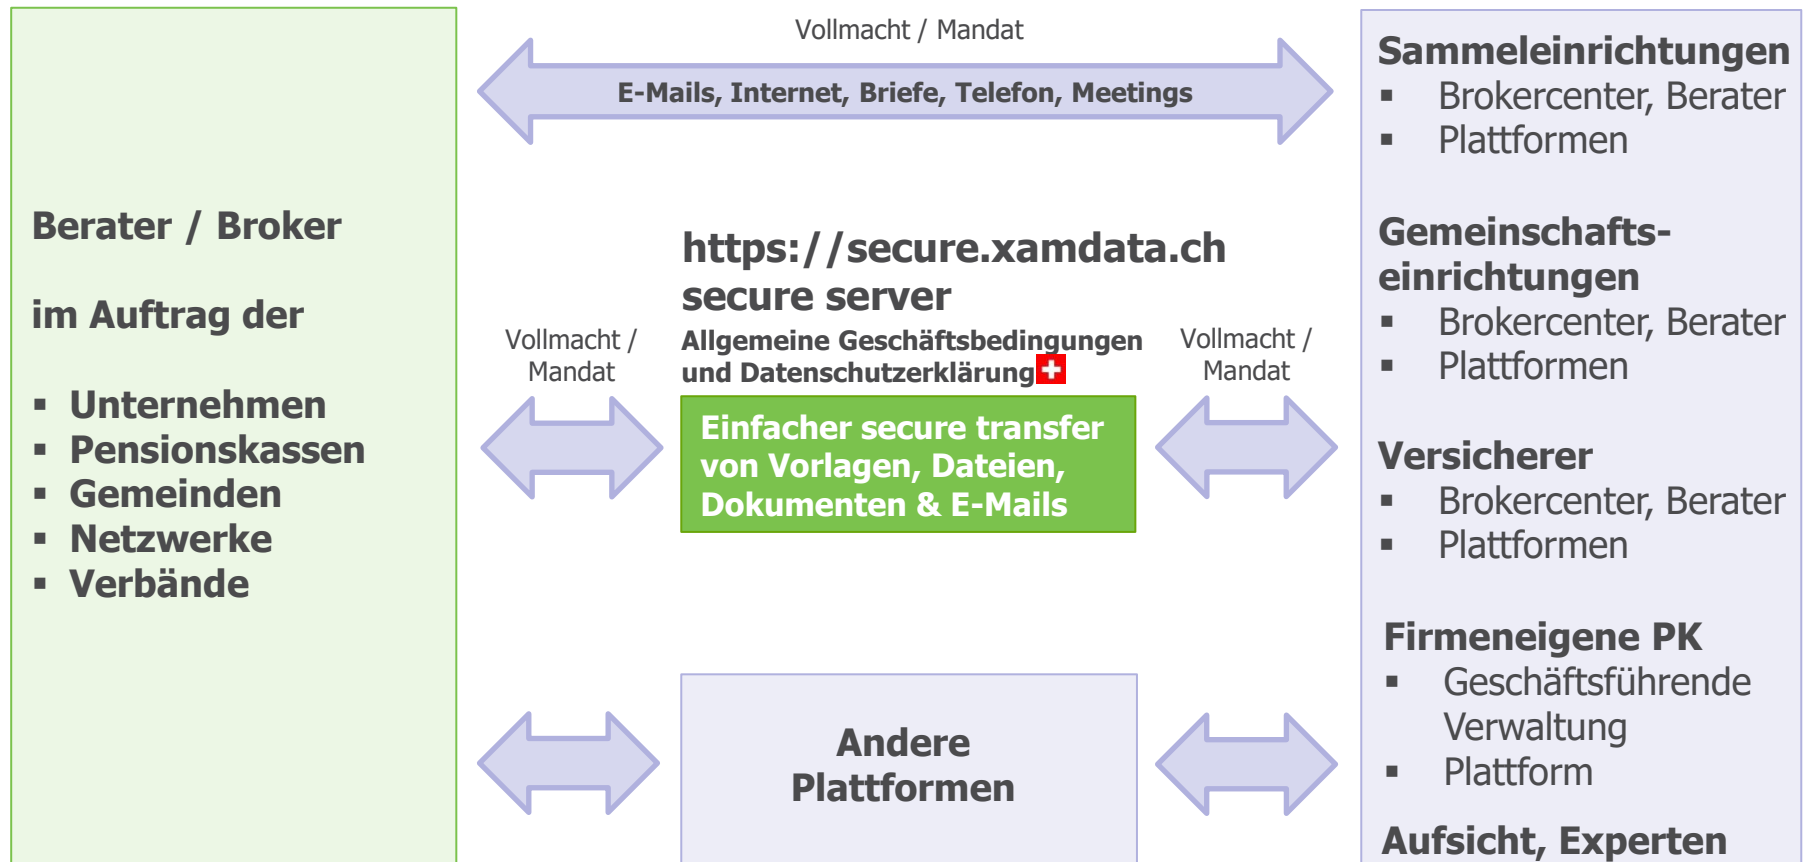 Berater / Broker
im Auftrag der
▪ Unternehmen
▪ Pensionskassen
▪ Gemeinden
▪ Netzwerke
▪ Verbände
Vollmacht / Mandat
E-Mails, Internet, Briefe, Telefon, Meetings
https://secure.xamdata.ch
secure server
Allgemeine Geschäftsbedingungen
und Datenschutzerklärung
Vollmacht /
Mandat
Einfacher secure transfer
von Vorlagen, Dateien,
Dokumenten & E-Mails
Vollmacht /
Mandat
Andere
Plattformen
Sammeleinrichtungen
▪ Brokercenter, Berater
▪ Plattformen
Gemeinschafts-
einrichtungen
▪ Brokercenter, Berater
▪ Plattformen
Versicherer
▪ Brokercenter, Berater
▪ Plattformen
Firmeneigene PK
▪ Geschäftsführende
Verwaltung
▪ Plattform
Aufsicht, Experten